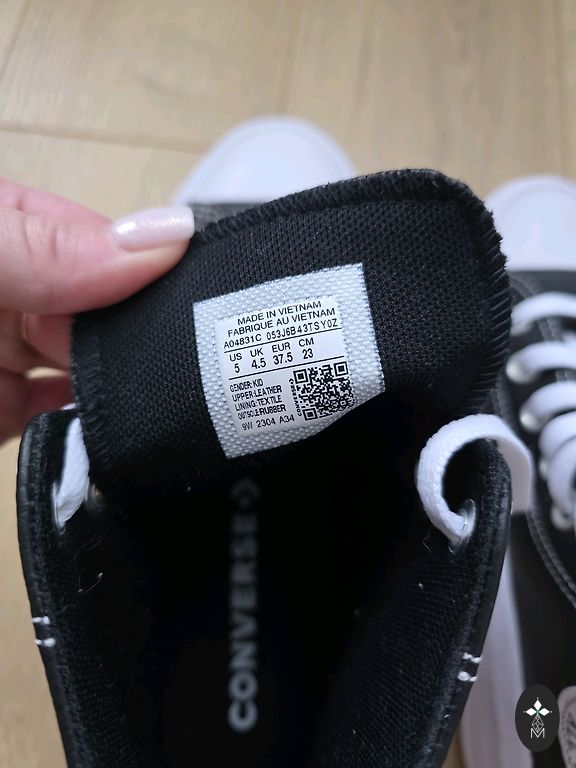 MADE IN VIETNAM
FABRIQUE AU VIETNAM
A04831C 053J6B43TSY0Z
US UK EUR CM
5 4.5 37.5 23
GENDER:KID
UPPER:LEATHER
LINING:TEXTILE
OUTSOLE:RUBBER
9W 2304 A34
CONVERSE
CONVERSE
M